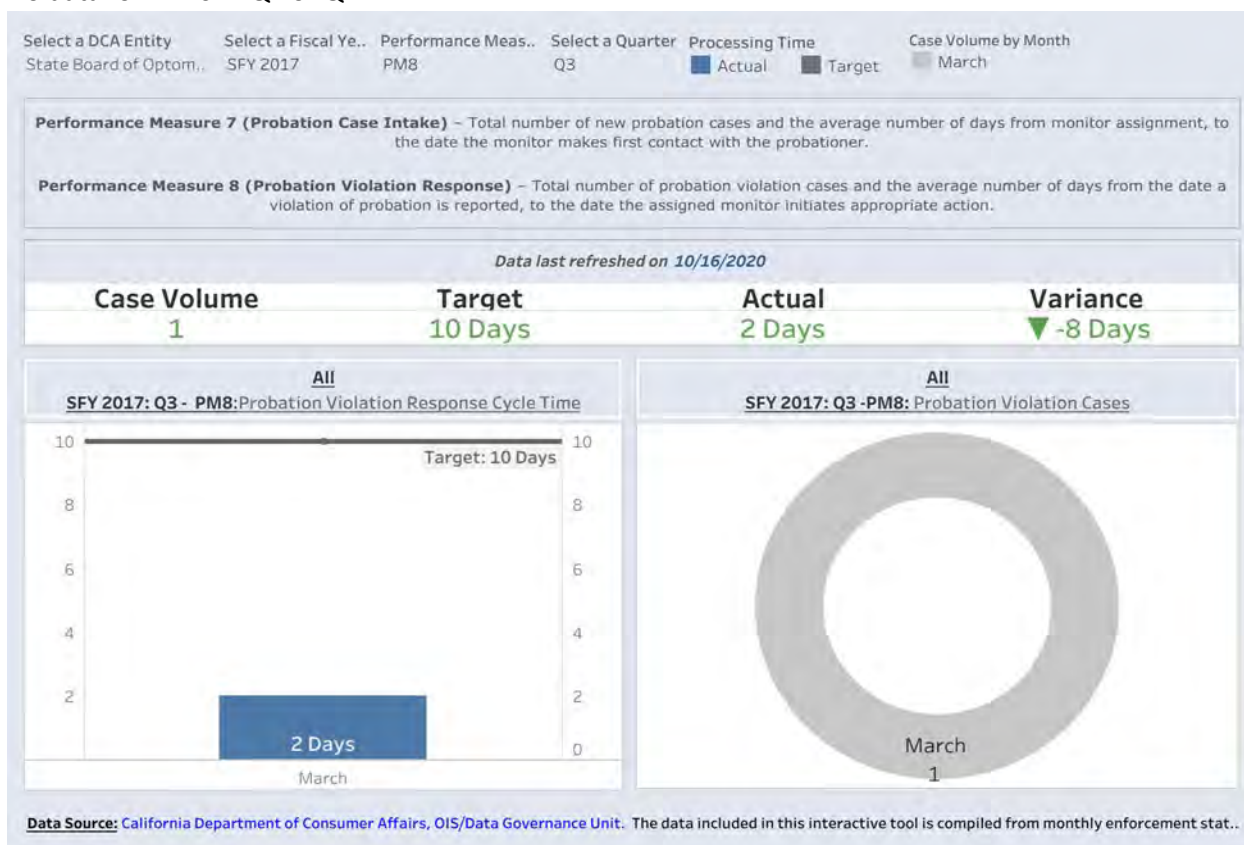 Select a DCA Entity Select a Fiscal Ye.. Performance Meas.. Select a Quarter Processing Time Case Volume by Month
State Board of Optom.. SFY 2017 PM8 Q3 Actual Target March
Performance Measure 7 (Probation Case Intake) – Total number of new probation cases and the average number of days from monitor assignment, to
the date the monitor makes first contact with the probationer.
Performance Measure 8 (Probation Violation Response) – Total number of probation violation cases and the average number of days from the date a
violation of probation is reported, to the date the assigned monitor initiates appropriate action.
Data last refreshed on 10/16/2020
Case Volume Target Actual Variance
1 10 Days 2 Days ▼ -8 Days
All
SFY 2017: Q3 - PM8:Probation Violation Response Cycle Time
10 10
Target: 10 Days
8 8
6 6
4 4
2 2
2 Days
0
March
All
SFY 2017: Q3 -PM8: Probation Violation Cases
March
1
Data Source: California Department of Consumer Affairs, OIS/Data Governance Unit. The data included in this interactive tool is compiled from monthly enforcement stat..